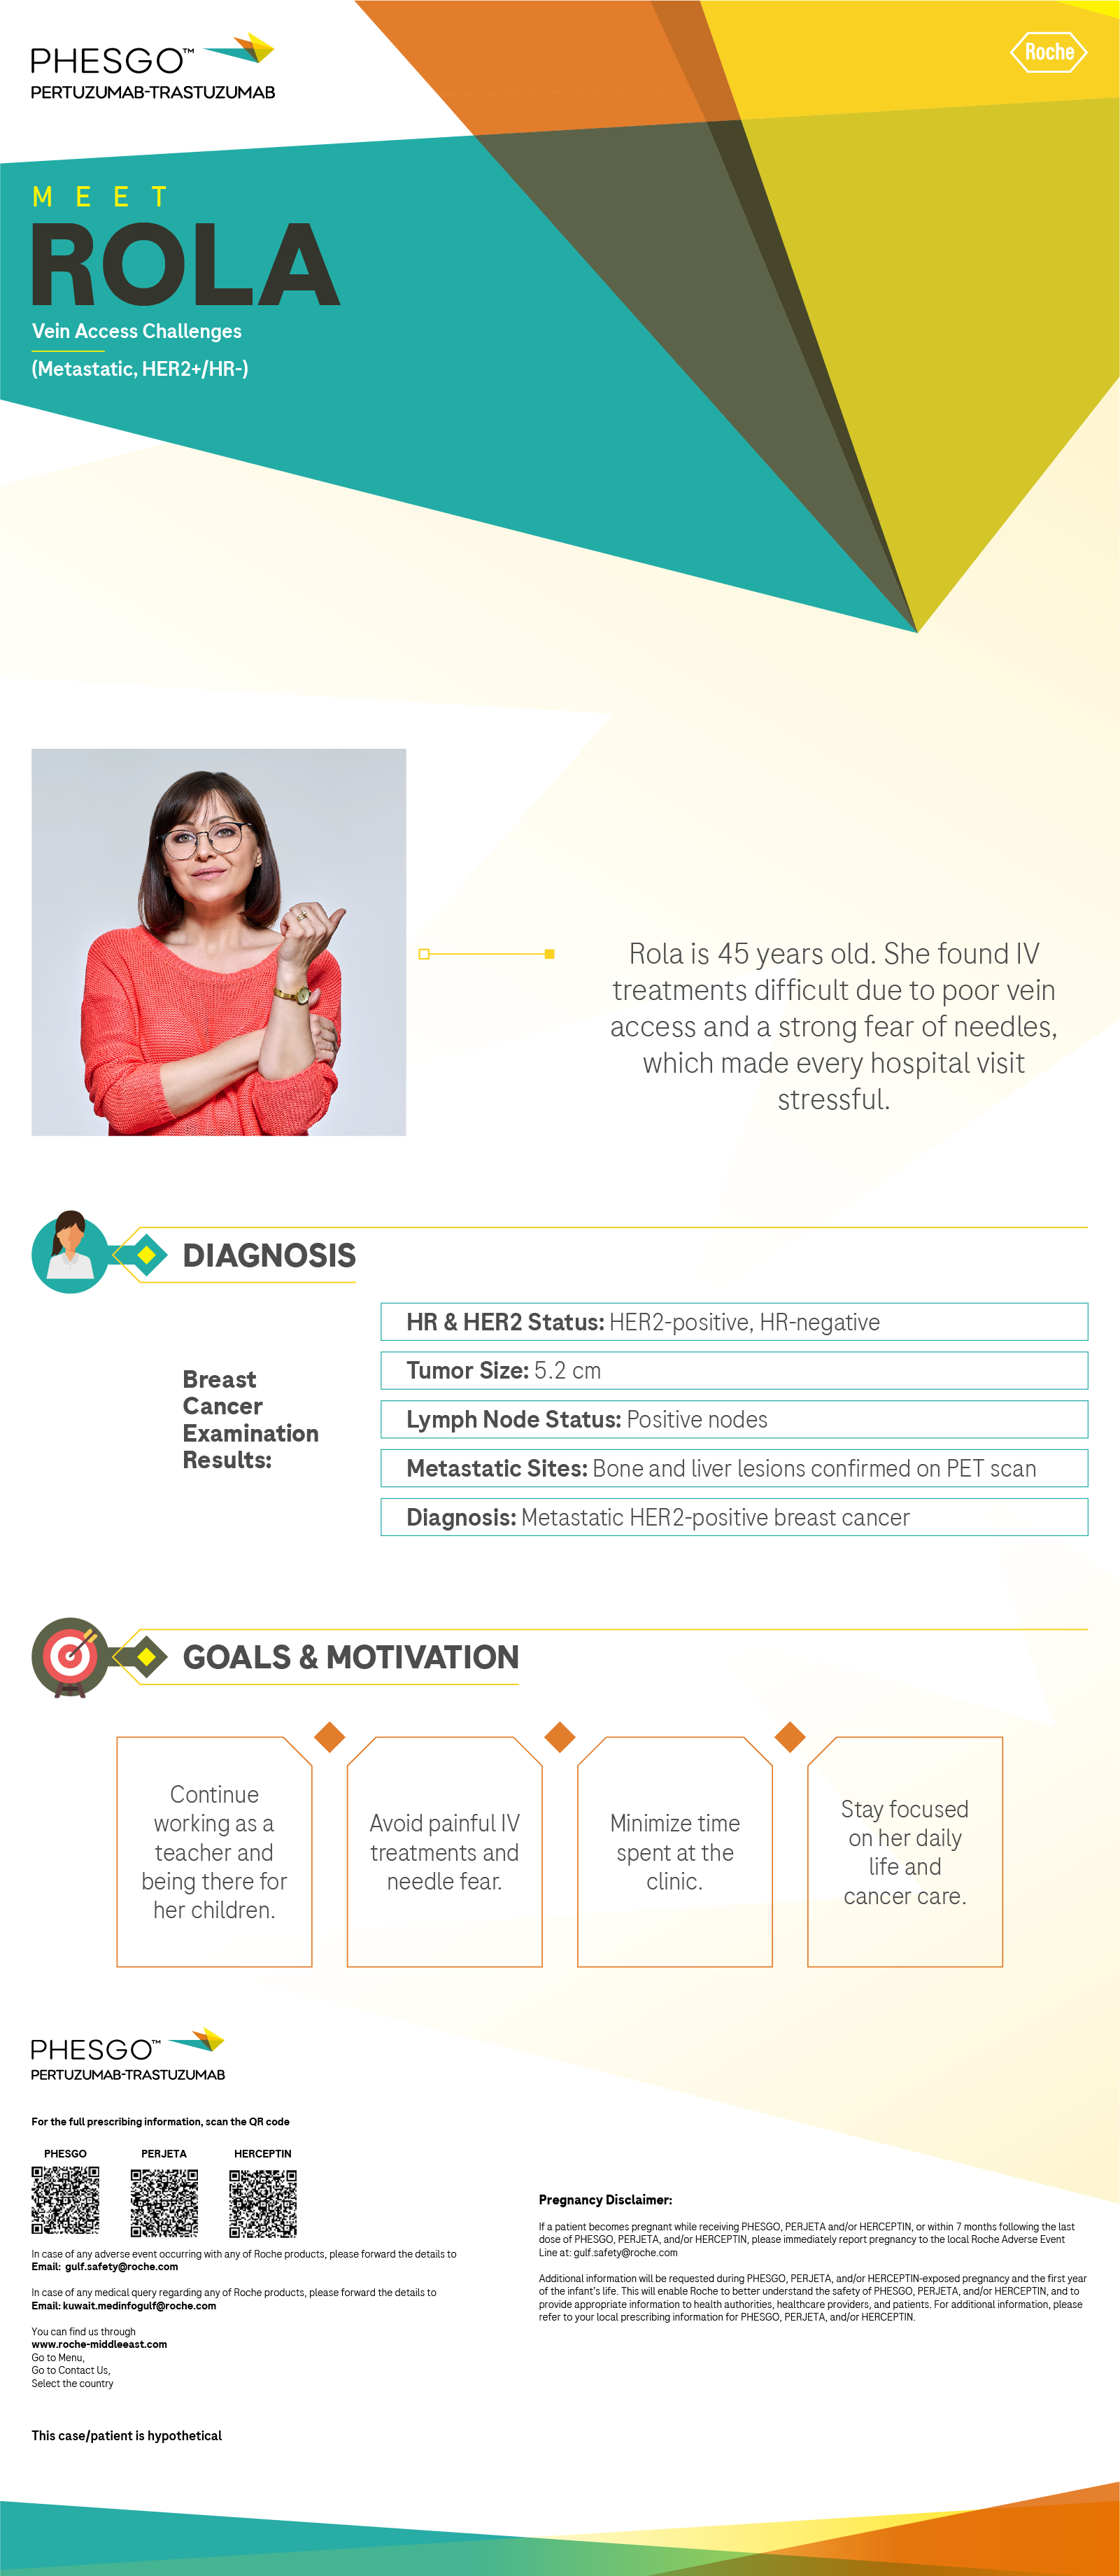 PHESGO™
PERTUZUMAB-TRASTUZUMAB
Roche
MEET
ROLA
Vein Access Challenges
(Metastatic, HER2+/HR-)
Rola is 45 years old. She found IV
treatments difficult due to poor vein
access and a strong fear of needles,
which made every hospital visit
stressful.
DIAGNOSIS
Breast
Cancer
Examination
Results:
HR & HER2 Status: HER2-positive, HR-negative
Tumor Size: 5.2 cm
Lymph Node Status: Positive nodes
Metastatic Sites: Bone and liver lesions confirmed on PET scan
Diagnosis: Metastatic HER2-positive breast cancer
GOALS & MOTIVATION
Continue
working as a
teacher and
being there for
her children.
Avoid painful IV
treatments and
needle fear.
Minimize time
spent at the
clinic.
Stay focused
on her daily
life and
cancer care.
PHESGO™
PERTUZUMAB-TRASTUZUMAB
For the full prescribing information, scan the QR code
PHESGO PERJETA HERCEPTIN
In case of any adverse event occurring with any of Roche products, please forward the details to
Email: gulf.safety@roche.com
In case of any medical query regarding any of Roche products, please forward the details to
Email: kuwait.medinfogulf@roche.com
You can find us through
www.roche-middleeast.com
Go to Menu,
Go to Contact Us,
Select the country
This case/patient is hypothetical
Pregnancy Disclaimer:
If a patient becomes pregnant while receiving PHESGO, PERJETA and/or HERCEPTIN, or within 7 months following the last
dose of PHESGO, PERJETA, and/or HERCEPTIN, please immediately report pregnancy to the local Roche Adverse Event
Line at: gulf.safety@roche.com
Additional information will be requested during PHESGO, PERJETA, and/or HERCEPTIN-exposed pregnancy and the first year
of the infant's life. This will enable Roche to better understand the safety of PHESGO, PERJETA, and/or HERCEPTIN, and to
provide appropriate information to health authorities, healthcare providers, and patients. For additional information, please
refer to your local prescribing information for PHESGO, PERJETA, and/or HERCEPTIN.